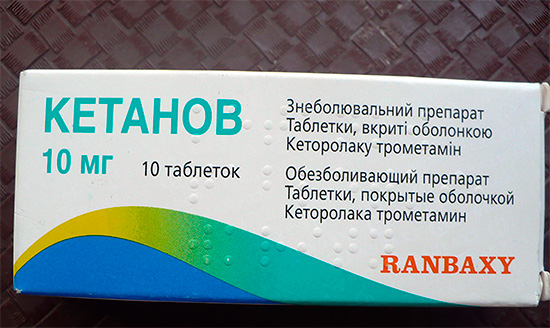 КЕТАНОВ
10 мг 10 таблеток
Знеболювальний препарат
Таблетки, вкриті оболонкою
Кеторолаку трометамін
Обезболивающий препарат
Таблетки, покрытые оболочкой
Кеторолака трометамин
RANBAXY